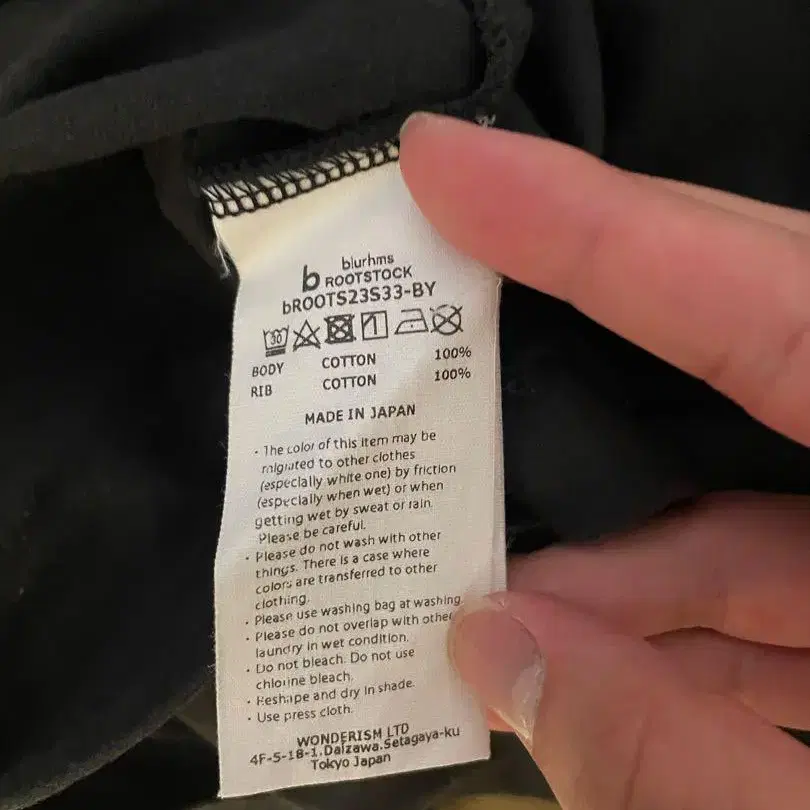 blurhms
b ROOTSTOCK
bROOTS23S33-BY
30
BODY COTTON 100%
RIB COTTON 100%
MADE IN JAPAN
· The color of this item may be
migrated to other clothes
(especially white one) by friction
(especially when wet) or when
getting wet by sweat or rain.
Please be careful.
· Please do not wash with other
things. There is a case where
colors are transferred to other
clothing.
· Please use washing bag at washing.
· Please do not overlap with other
laundry in wet condition.
· Do not bleach. Do not use
chlorine bleach.
· Reshape and dry in shade.
· Use press cloth.
WONDERISM LTD
4F-5-18-1.Daizawa.Setagaya-ku
Tokyo Japan